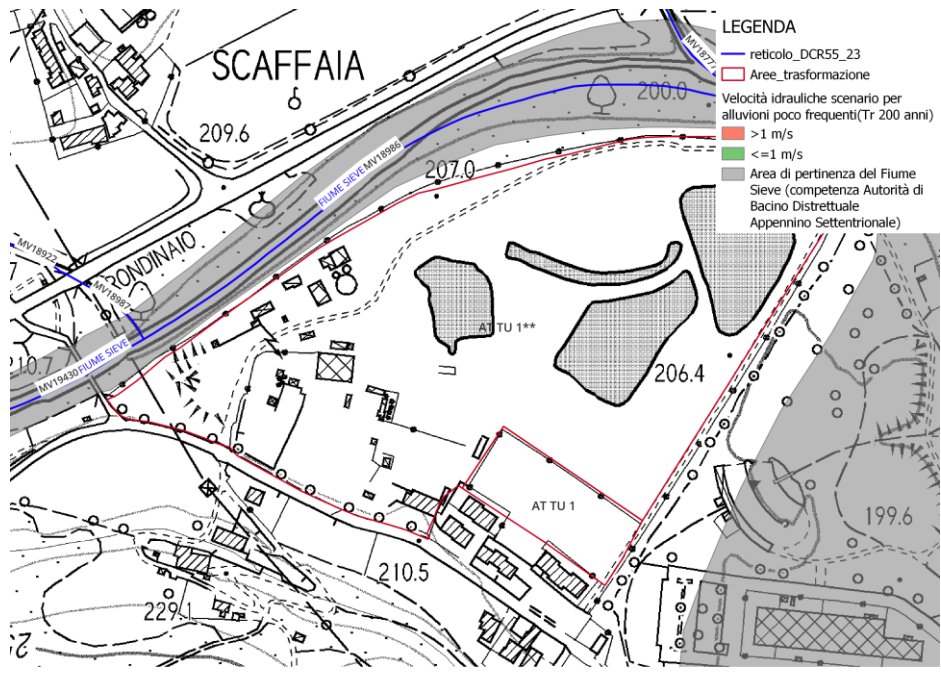 LEGENDA
reticolo_DCR55_23
Aree_trasformazione
Velocità idrauliche scenario per
alluvioni poco frequenti(Tr 200 anni)
>1 m/s
<=1 m/s
Area di pertinenza del Fiume
Sieve (competenza Autorità di
Bacino Distrettuale
Appennino Settentrionale)
SCAFFAIA
MV18771
200.0
209.6
207.0
FIUME SIEVE
MV18986
RONDINAIO
MV18922
MV18987
210.7
MV19430
FIUME SIEVE
AT TU 1**
206.4
AT TU 1
199.6
210.5
229.1